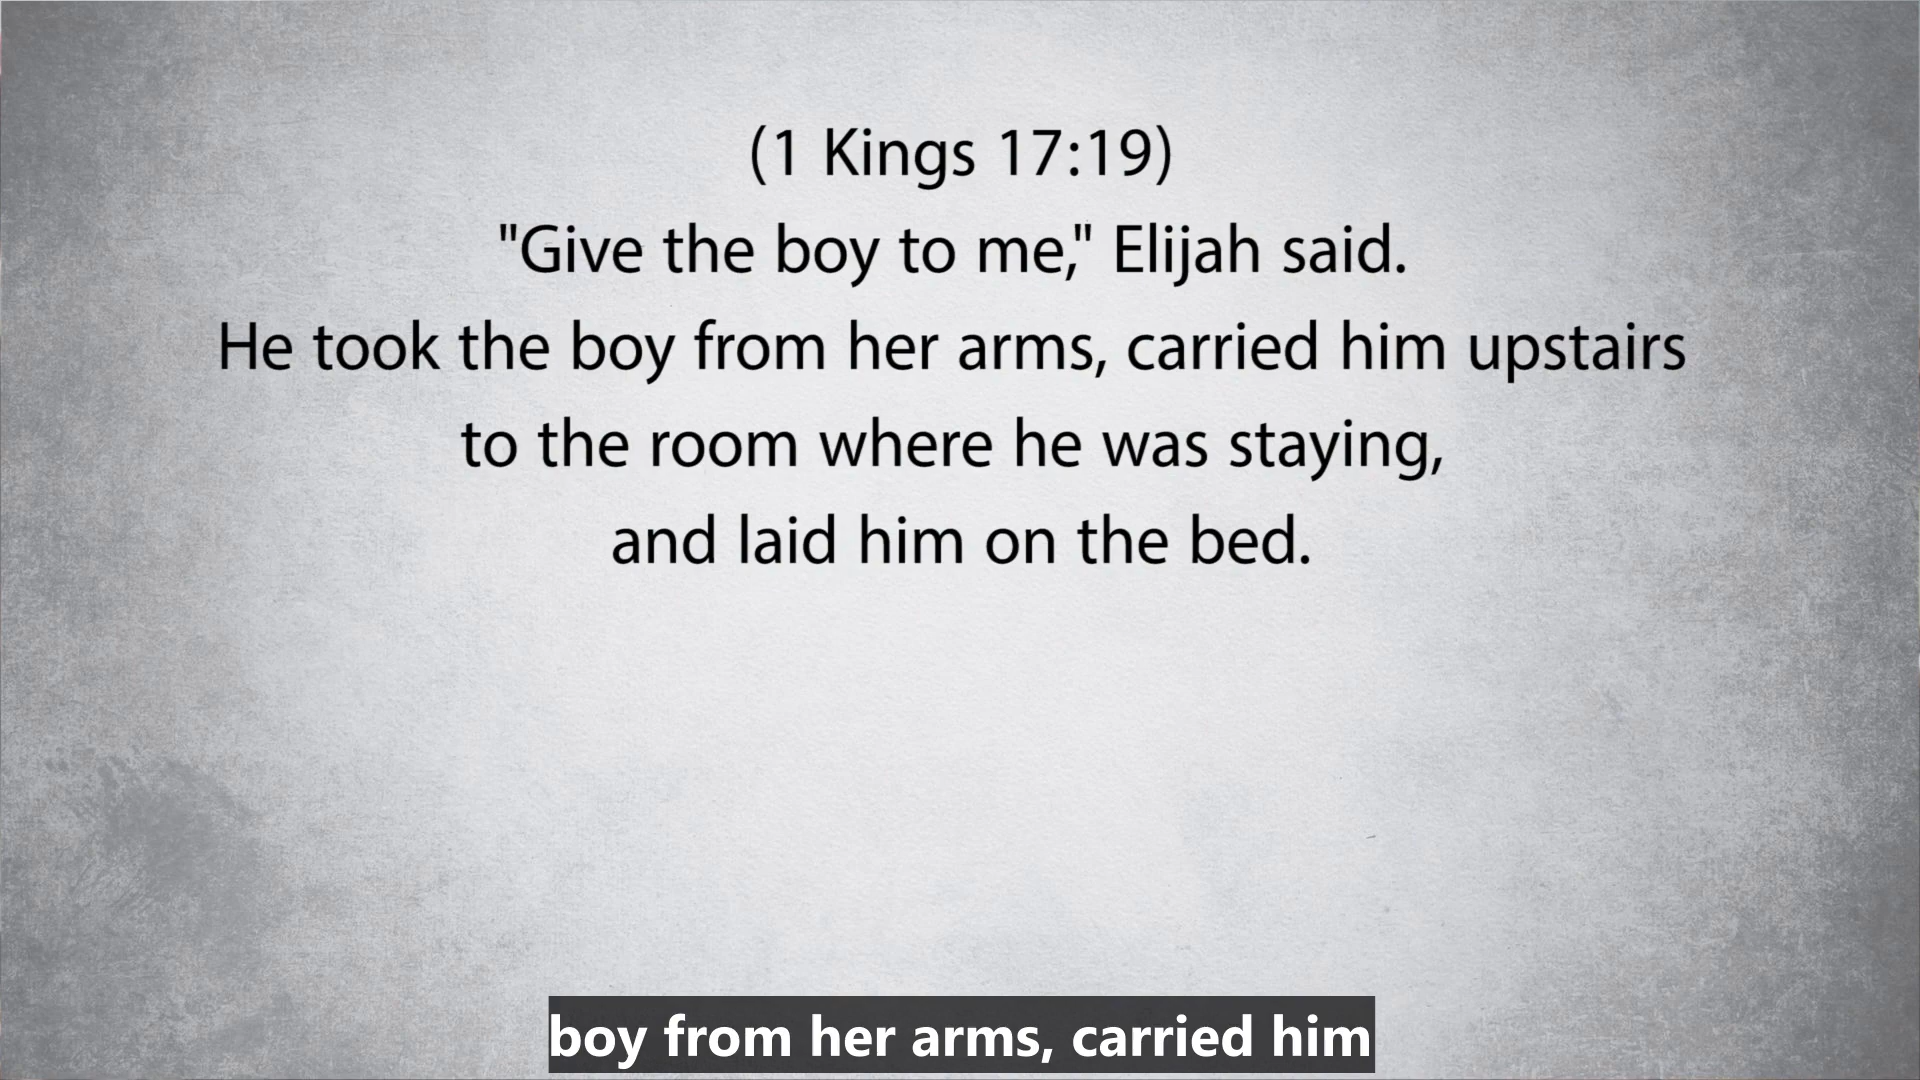 (1 Kings 17:19)
"Give the boy to me," Elijah said.
He took the boy from her arms, carried him upstairs
to the room where he was staying,
and laid him on the bed.
boy from her arms, carried him